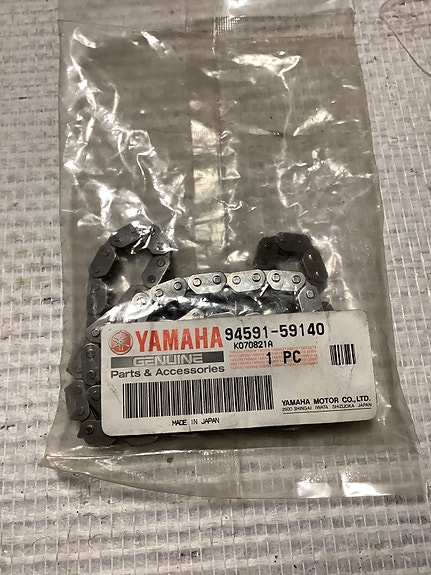 YAMAHA 94591-59140
K070821A
GENUINE 1 PC
Parts & Accessories
YAMAHA MOTOR CO.,LTD.
2500 SHINGAI IWATA SHIZUOKA JAPAN
MADE IN JAPAN